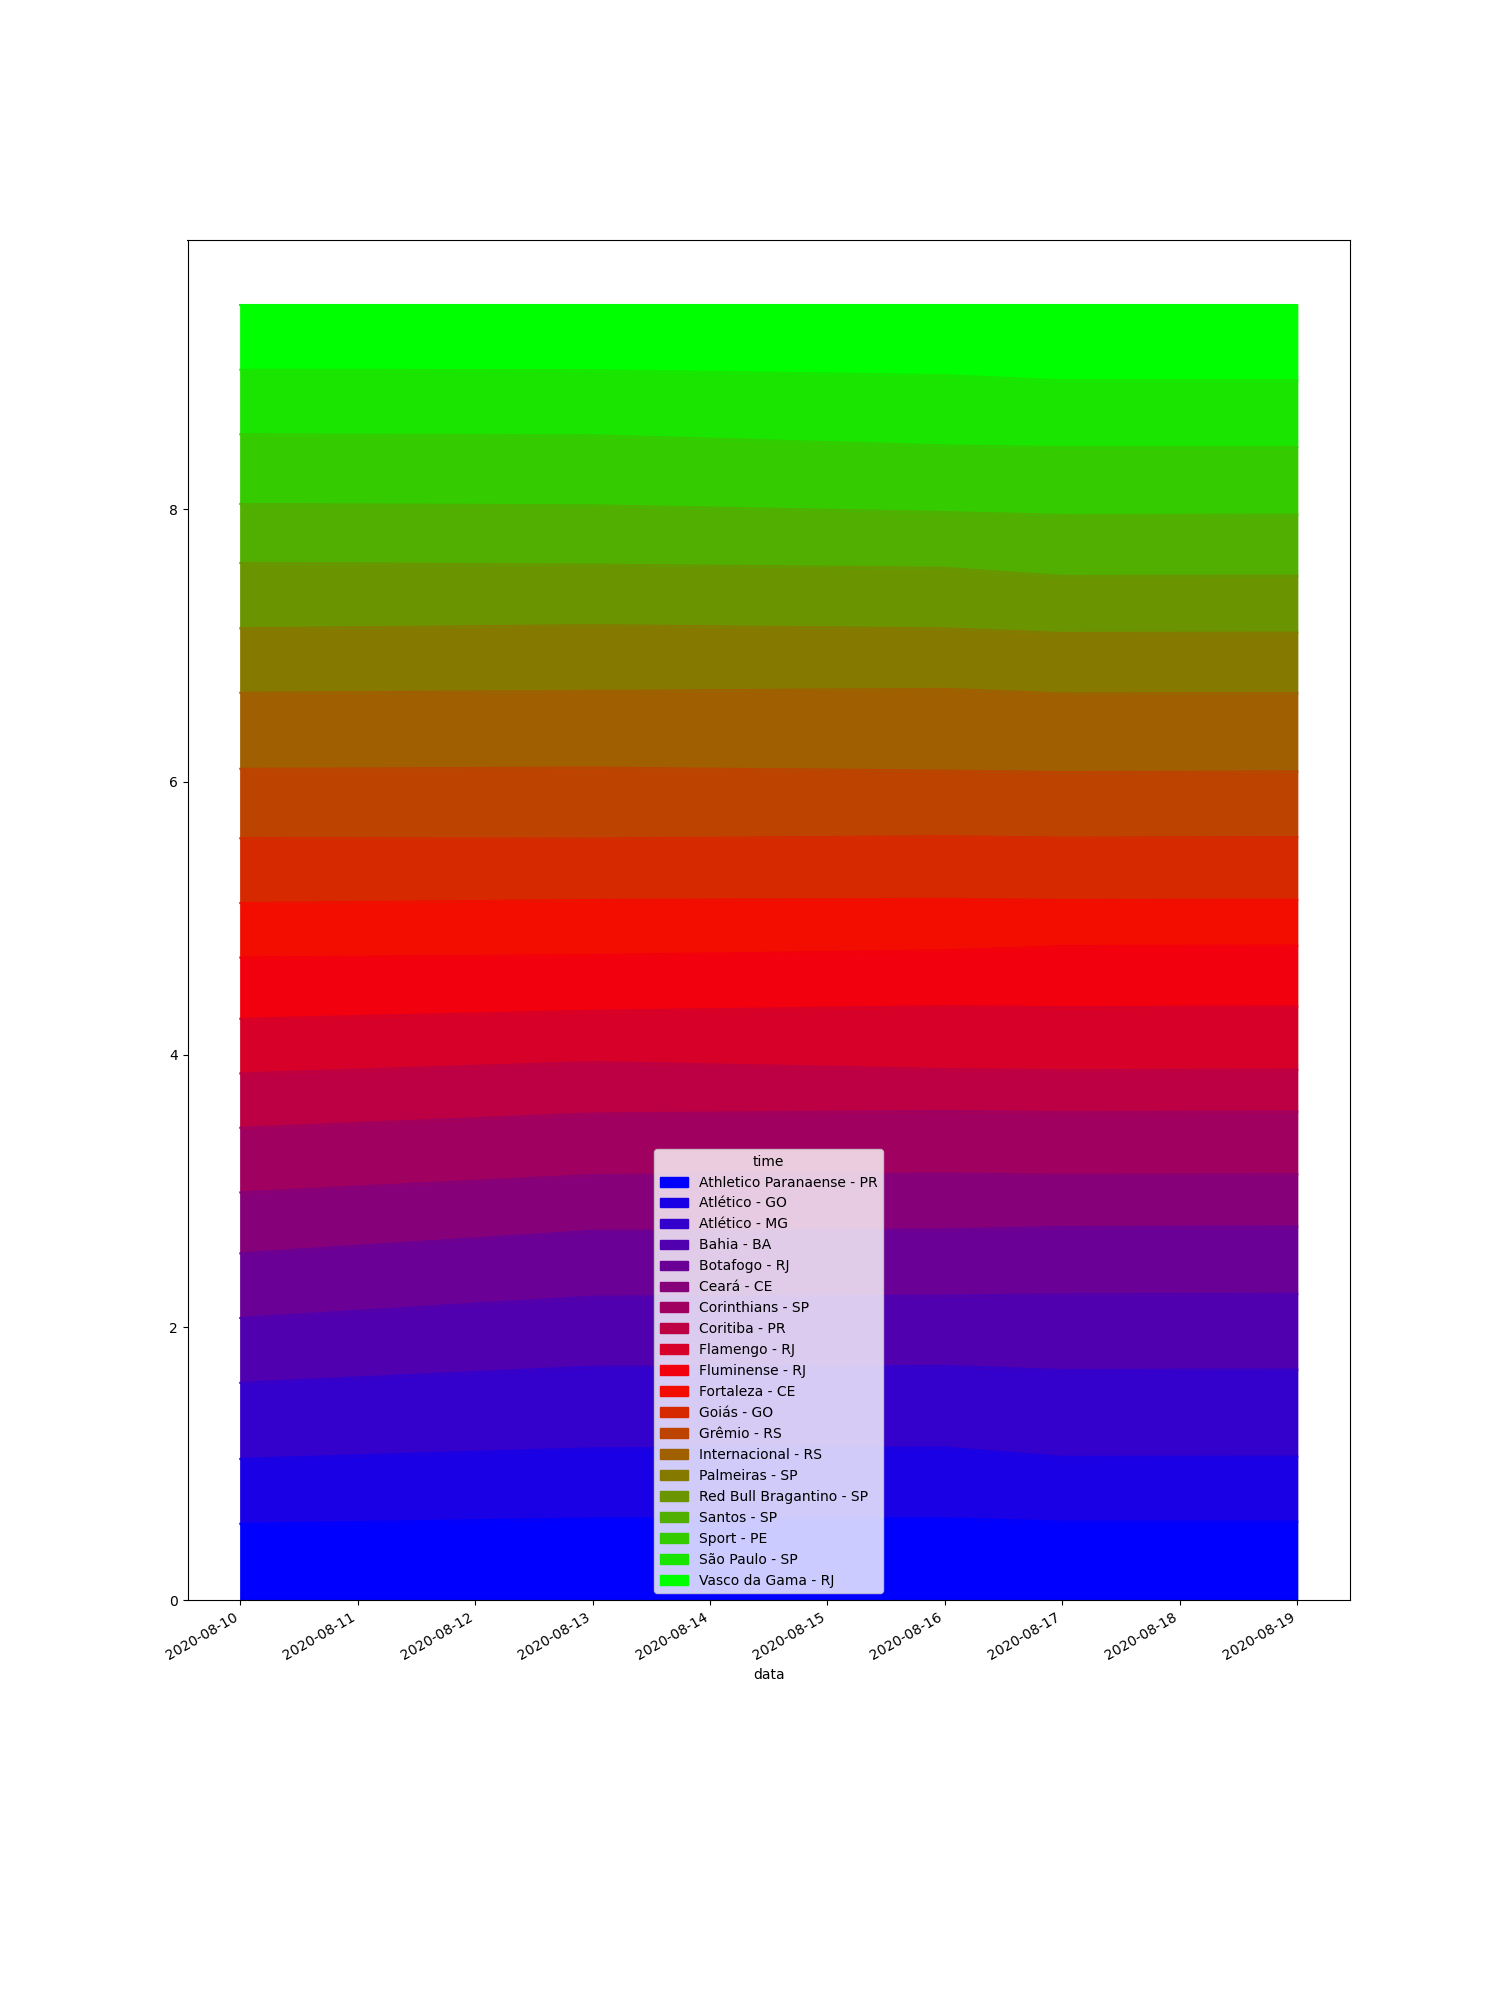 8
6
4
2
0
time
Athletico Paranaense - PR
Atlético - GO
Atlético - MG
Bahia - BA
Botafogo - RJ
Ceará - CE
Corinthians - SP
Coritiba - PR
Flamengo - RJ
Fluminense - RJ
Fortaleza - CE
Goiás - GO
Grêmio - RS
Internacional - RS
Palmeiras - SP
Red Bull Bragantino - SP
Santos - SP
Sport - PE
São Paulo - SP
Vasco da Gama - RJ
2020-08-10
2020-08-11
2020-08-12
2020-08-13
2020-08-14
2020-08-15
2020-08-16
2020-08-17
2020-08-18
2020-08-19
data